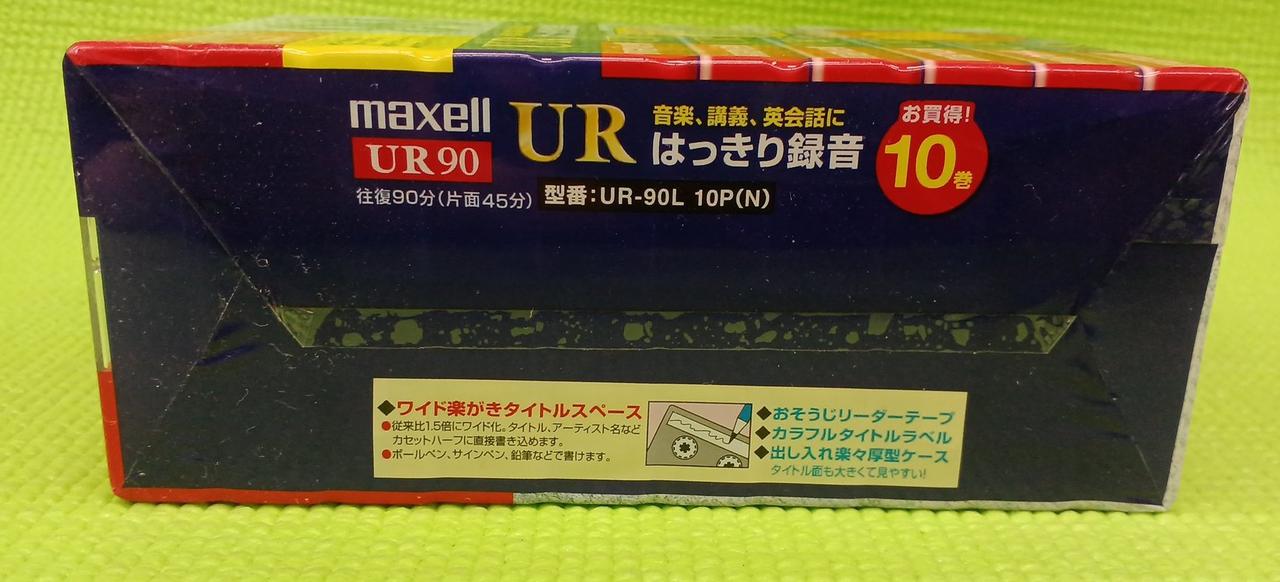 maxell
UR90
往復90分(片面45分)
UR
音楽、講義、英会話に
はっきり録音
型番:UR-90L 10P(N)
お買得!
10巻
◆ワイド楽がきタイトルスペース
●従来比1.5倍にワイド化。タイトル、アーティスト名など
カセットハーフに直接書き込めます。
●ボールペン、サインペン、鉛筆などで書けます。
◆おそうじリーダーテープ
◆カラフルタイトルラベル
◆出し入れ楽々厚型ケース
タイトル面も大きくて見やすい!